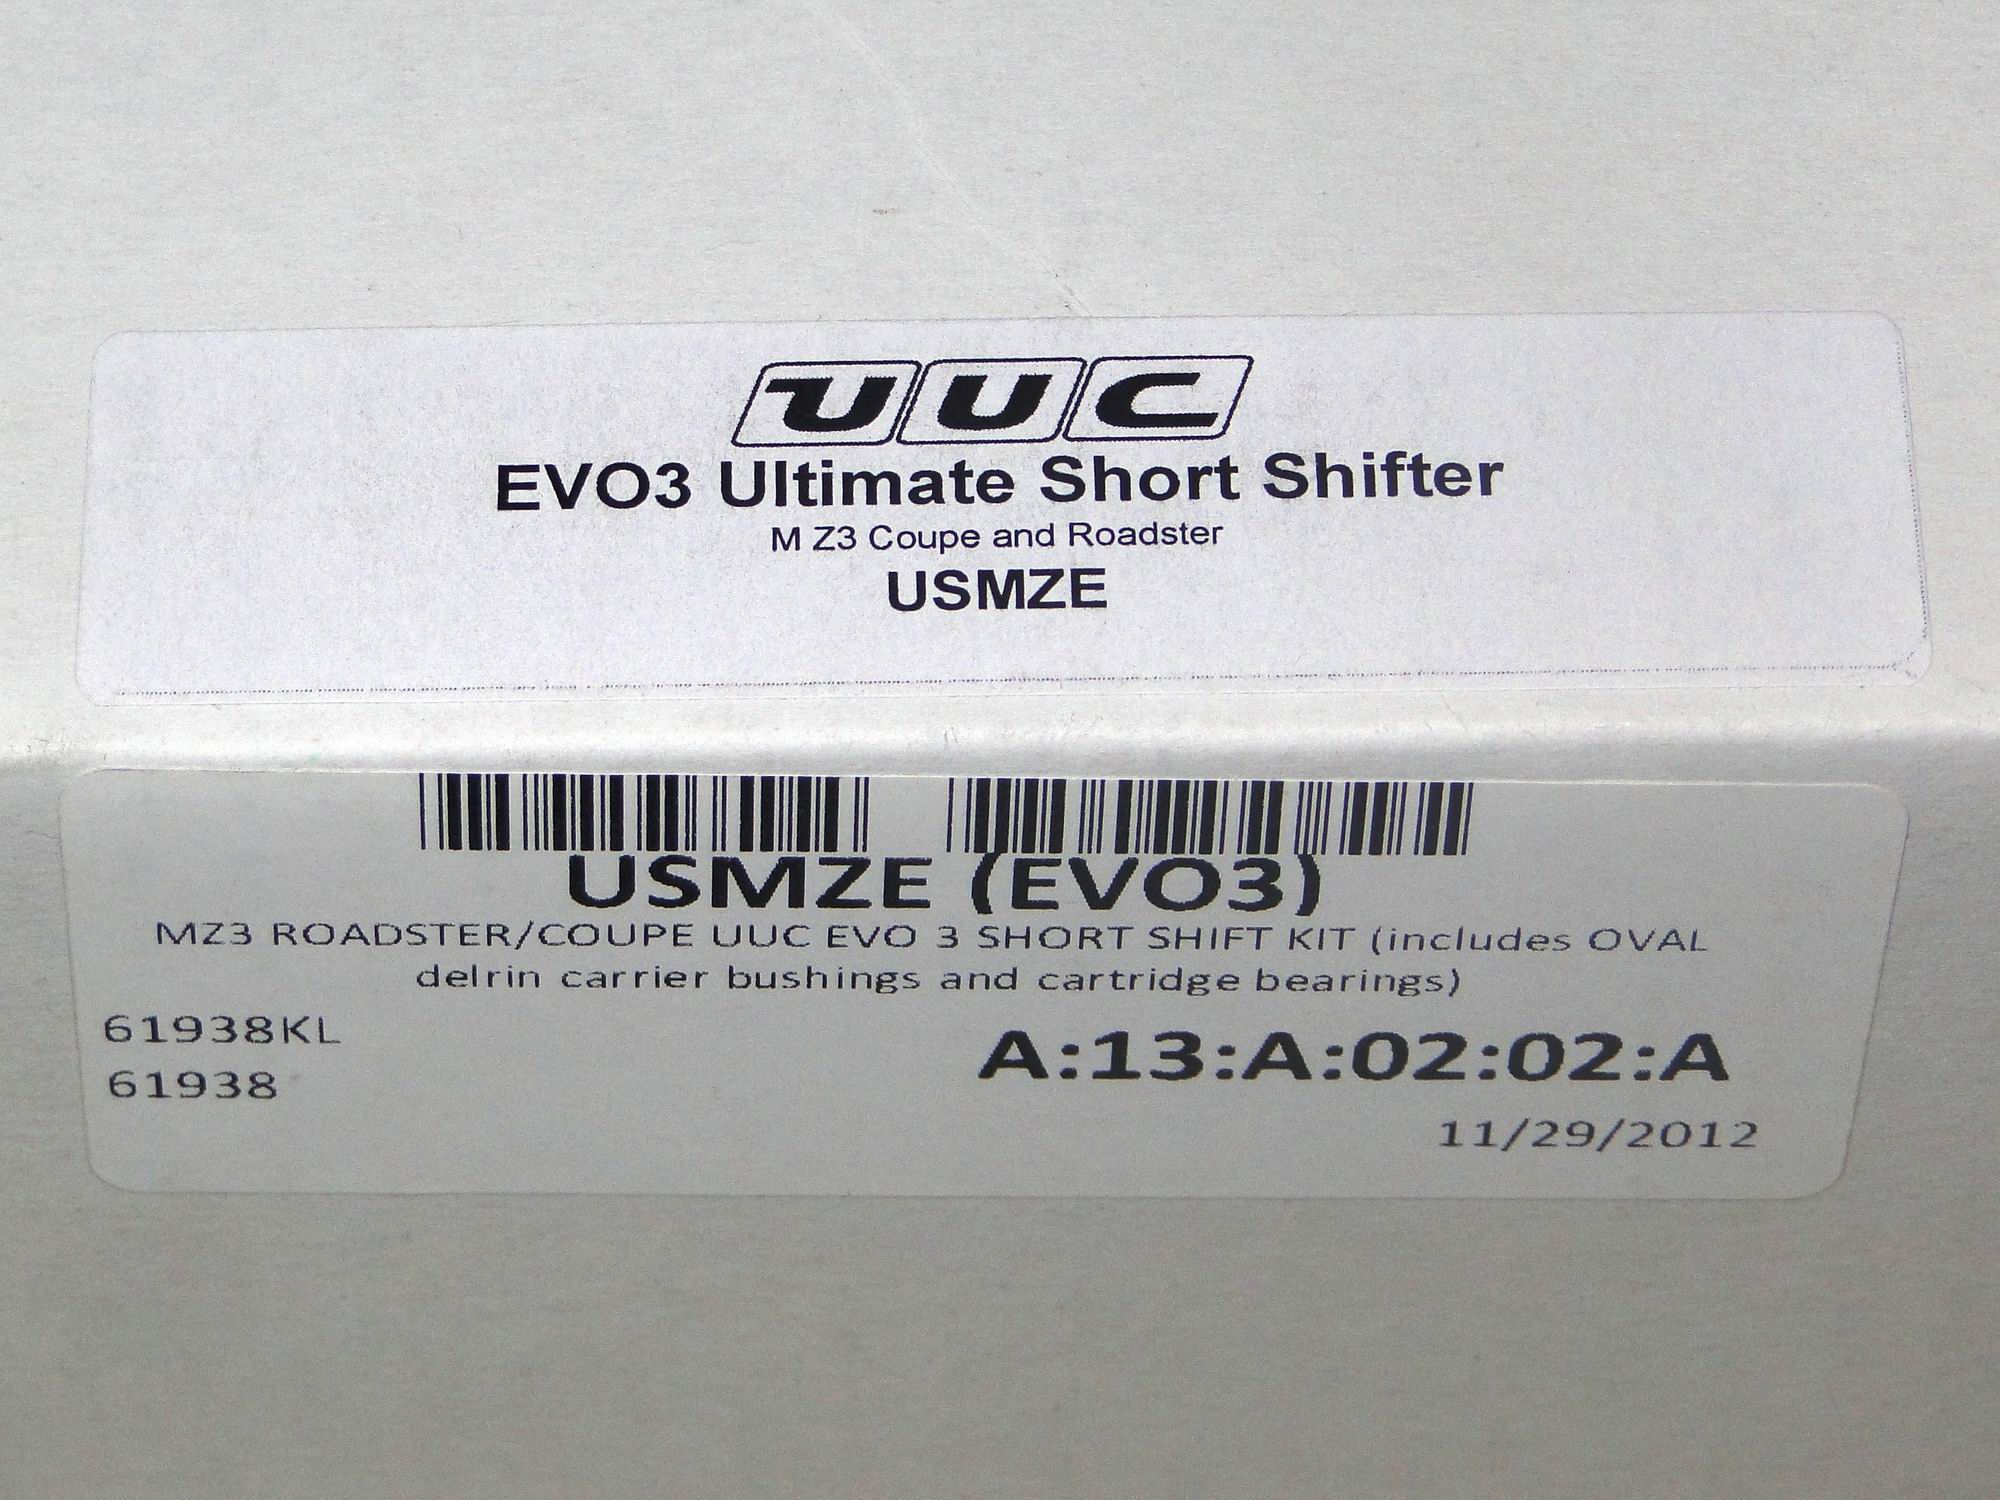 UUC
EVO3 Ultimate Short Shifter
M Z3 Coupe and Roadster
USMZE
USMZE (EVO3)
MZ3 ROADSTER/COUPE UUC EVO 3 SHORT SHIFT KIT (includes OVAL
delrin carrier bushings and cartridge bearings)
61938KL
A:13:A:02:02:A
61938
11/29/2012